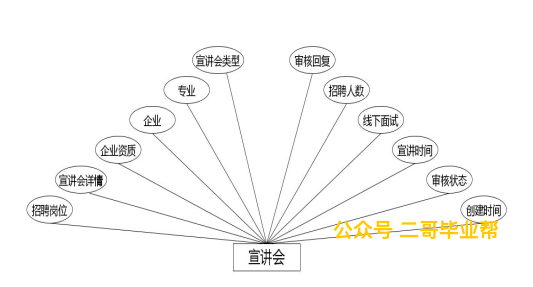 宣讲会类型
审核回复
专业
招聘人数
企业
线下面试
企业资质
宣讲时间
宣讲会详情
审核状态
招聘岗位
创建时间
公众号 二哥毕业帮
宣讲会